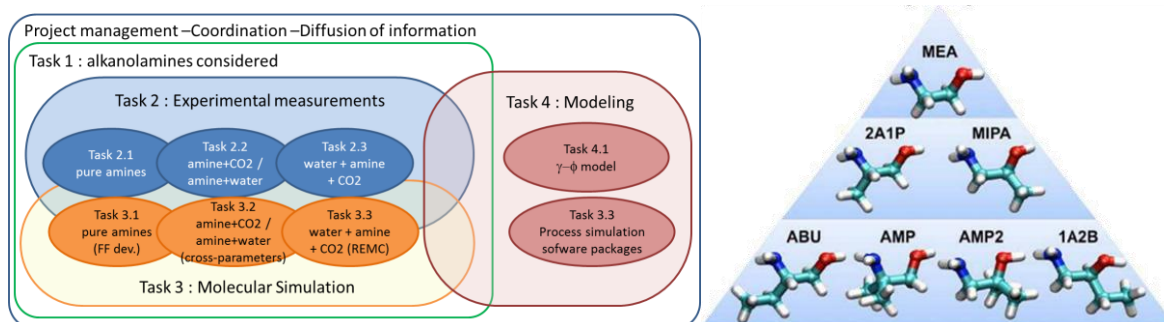 Project management –Coordination –Diffusion of information
Task 1 : alkanolamines considered
Task 2 : Experimental measurements
Task 2.1
pure amines
Task 2.2
amine+CO2 /
amine+water
Task 2.3
water + amine
+ CO2
Task 3.1
pure amines
(FF dev.)
Task 3.2
amine+CO2 /
amine+water
(cross-parameters)
Task 3.3
water + amine
+ CO2 (REMC)
Task 3 : Molecular Simulation
Task 4 : Modeling
Task 4.1
γ–ϕ model
Task 3.3
Process simulation
sofware packages
MEA
2A1P MIPA
ABU AMP AMP2 1A2B